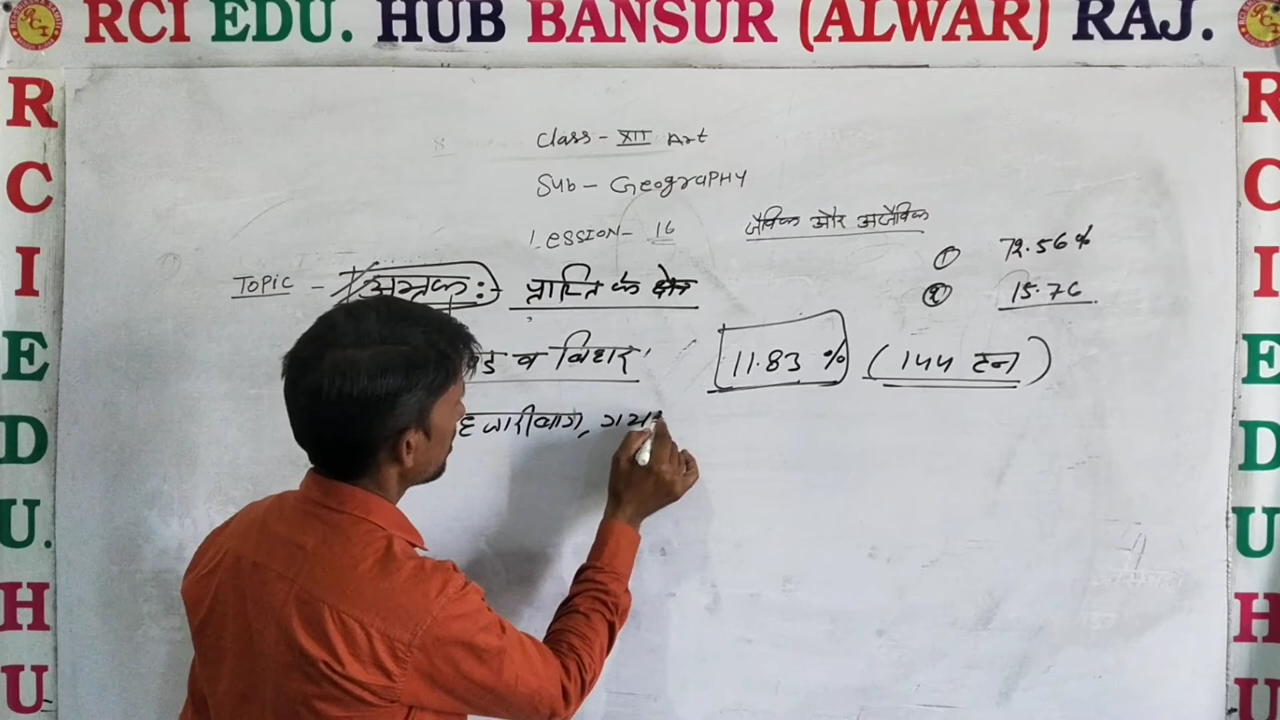 RCI EDU. HUB BANSUR (ALWAR) RAJ.
Class - XII Art
Sub - GeograPHY
LESSION - 16 जैविक और अजैविक
① 72.56%
② 15.76
TOPIC - अभ्रक :- प्राप्ति के क्षेत्र
व बिहार 11.83 % (144 टन)
हजारीबाग,
R C I E D U. H U
R C I E D U H U